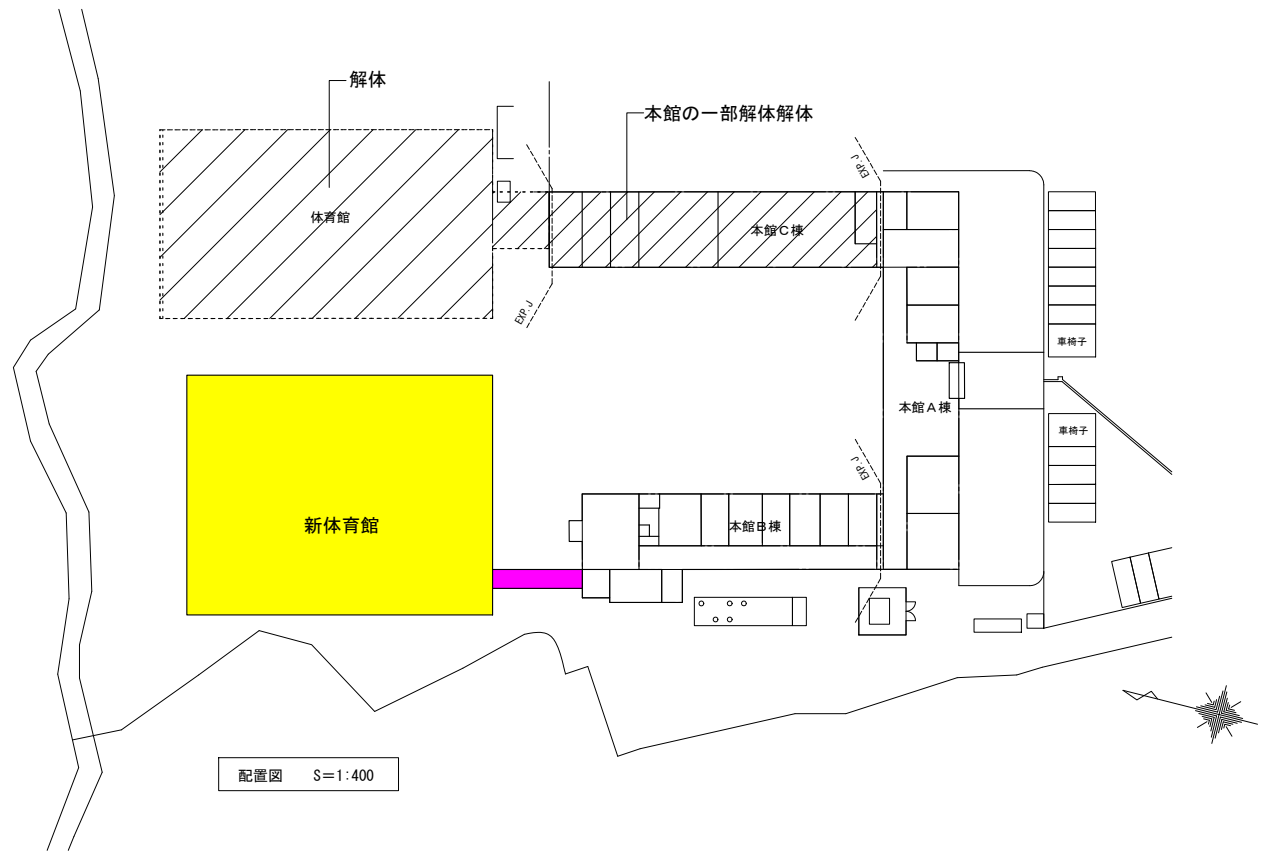 解体
本館の一部解体解体
EXP.J
体育館
本館C棟
EXP.J
車椅子
本館A棟
車椅子
EXP.J
新体育館
本館B棟
配置図 S=1:400